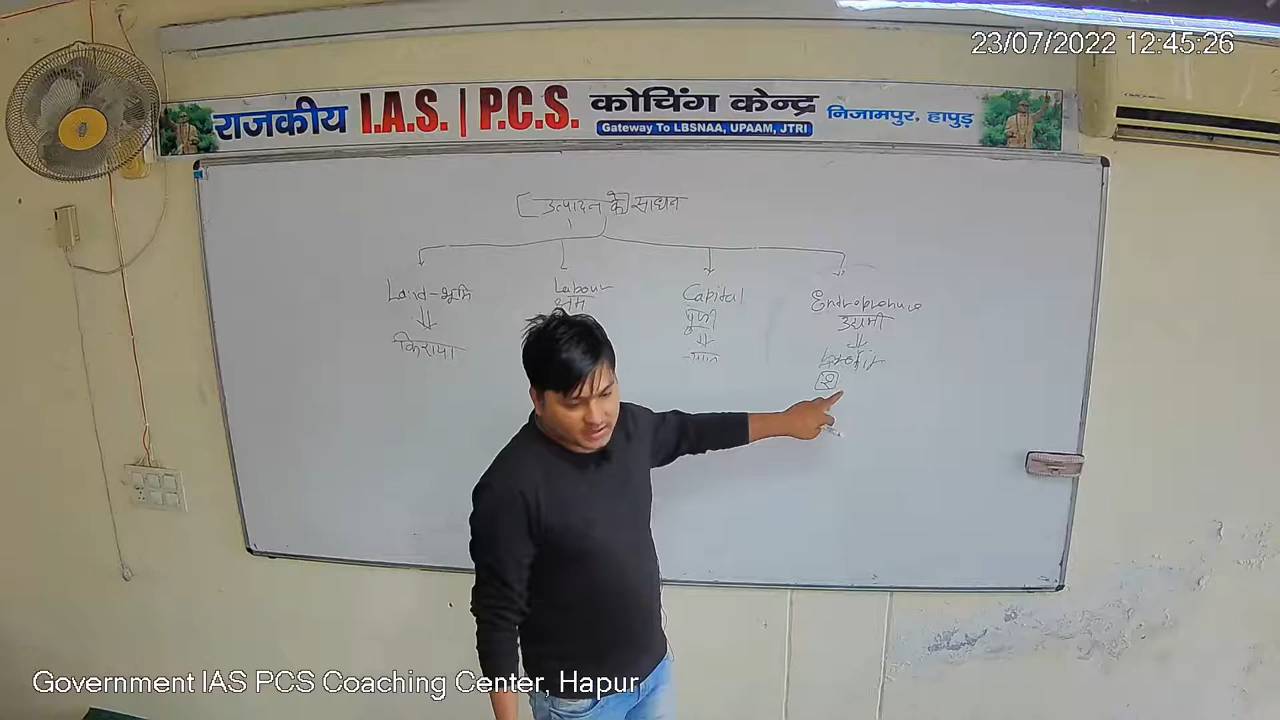 23/07/2022 12:45:26
राजकीय I.A.S. | P.C.S. कोचिंग केन्द्र निजामपुर, हापुड़
Gateway To LBSNAA, UPAAM, JTRI
[उत्पादन के] साधन
Land-भूमि
Labour
Capital
श्रम
उद्यमी
पूंजी
किराया
Government IAS PCS Coaching Center, Hapur